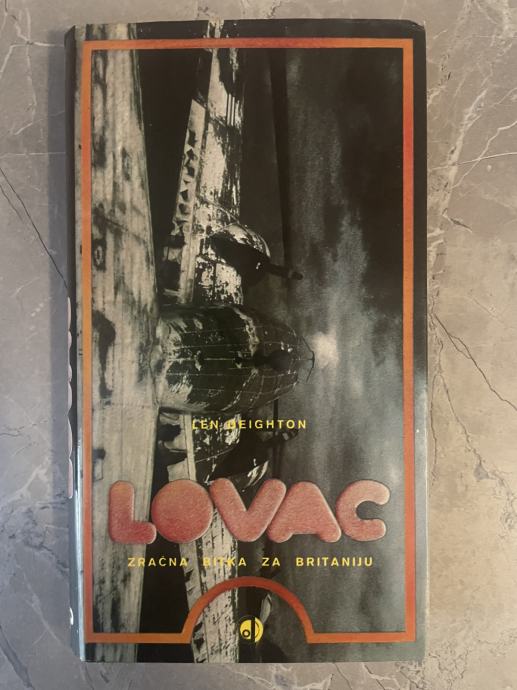 LEN DEIGHTON
LOVAC
ZRAČNA BITKA ZA BRITANIJU